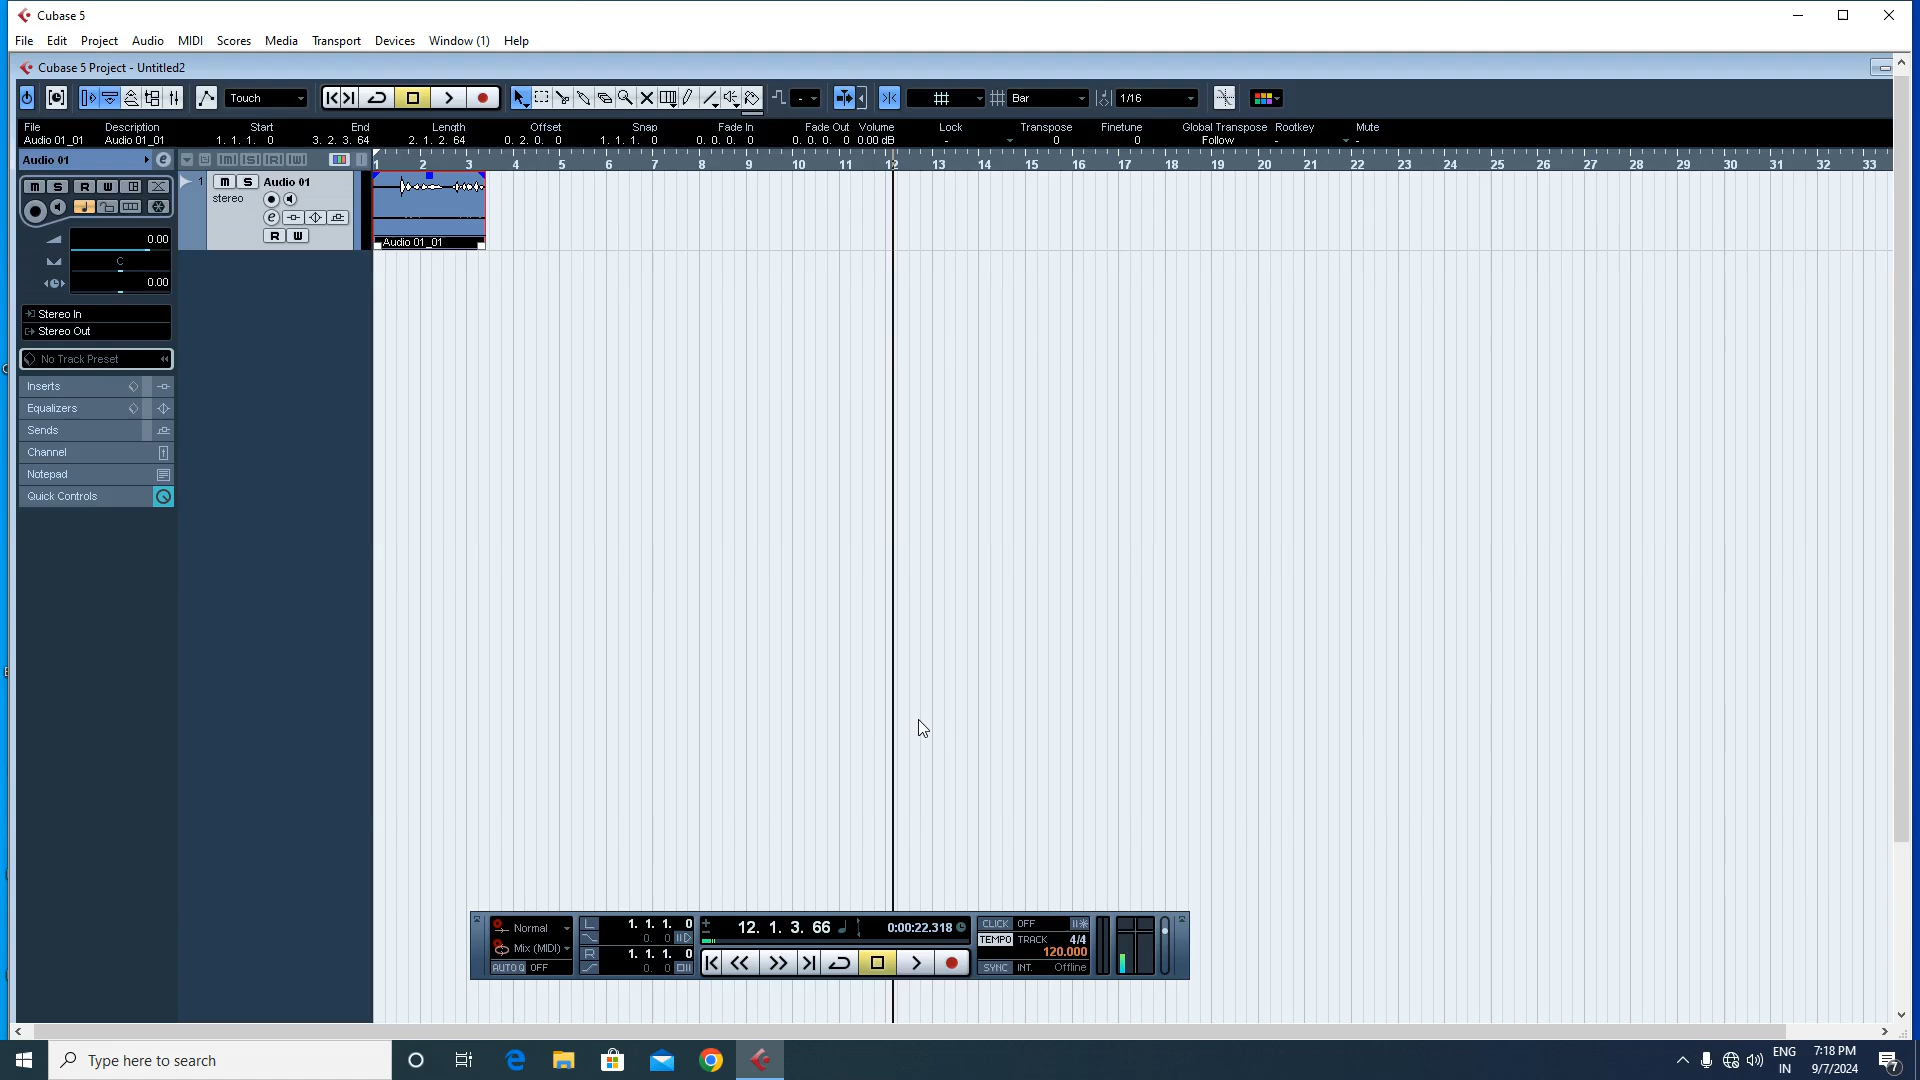 Cubase 5
File Edit Project Audio MIDI Scores Media Transport Devices Window (1) Help
Cubase 5 Project - Untitled2
Touch
Bar
1/16
File Description Start End Length Offset Snap Fade In Fade Out Volume Lock Transpose Finetune Global Transpose Rootkey Mute
Audio 01_01 Audio 01_01 1. 1. 1. 0 3. 2. 3. 64 2. 1. 2. 64 0. 2. 0. 0 1. 1. 1. 0 0. 0. 0. 0 0. 0. 0. 0 0.00 dB - 0 0 Follow - -
Audio 01
1 2 3 4 5 6 7 8 9 10 11 12 13 14 15 16 17 18 19 20 21 22 23 24 25 26 27 28 29 30 31 32 33
m S R W
1 m S Audio 01
stereo
R W
Audio 01_01
0.00
C
0.00
Stereo In
Stereo Out
No Track Preset
Inserts
Equalizers
Sends
Channel
Notepad
Quick Controls
Normal
Mix (MIDI)
AUTO Q OFF
L 1. 1. 1. 0
0. 0
R 1. 1. 1. 0
0. 0
12. 1. 3. 66 0:00:22.318
CLICK OFF
TEMPO TRACK 4/4
120.000
SYNC INT. Offline
Type here to search
ENG
IN
7:18 PM
9/7/2024
7